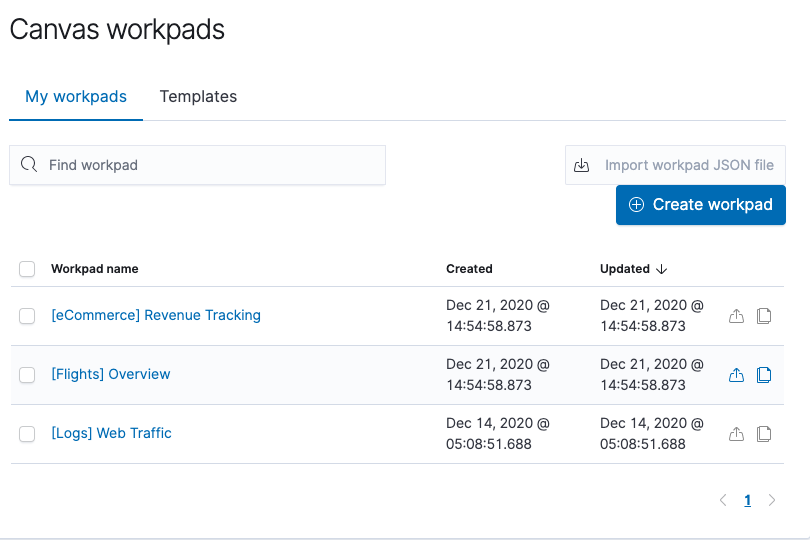 Canvas workpads
My workpads Templates
Find workpad Import workpad JSON file
Create workpad
Workpad name Created Updated
[eCommerce] Revenue Tracking Dec 21, 2020 @ Dec 21, 2020 @
14:54:58.873 14:54:58.873
[Flights] Overview Dec 21, 2020 @ Dec 21, 2020 @
14:54:58.873 14:54:58.873
[Logs] Web Traffic Dec 14, 2020 @ Dec 14, 2020 @
05:08:51.688 05:08:51.688
1